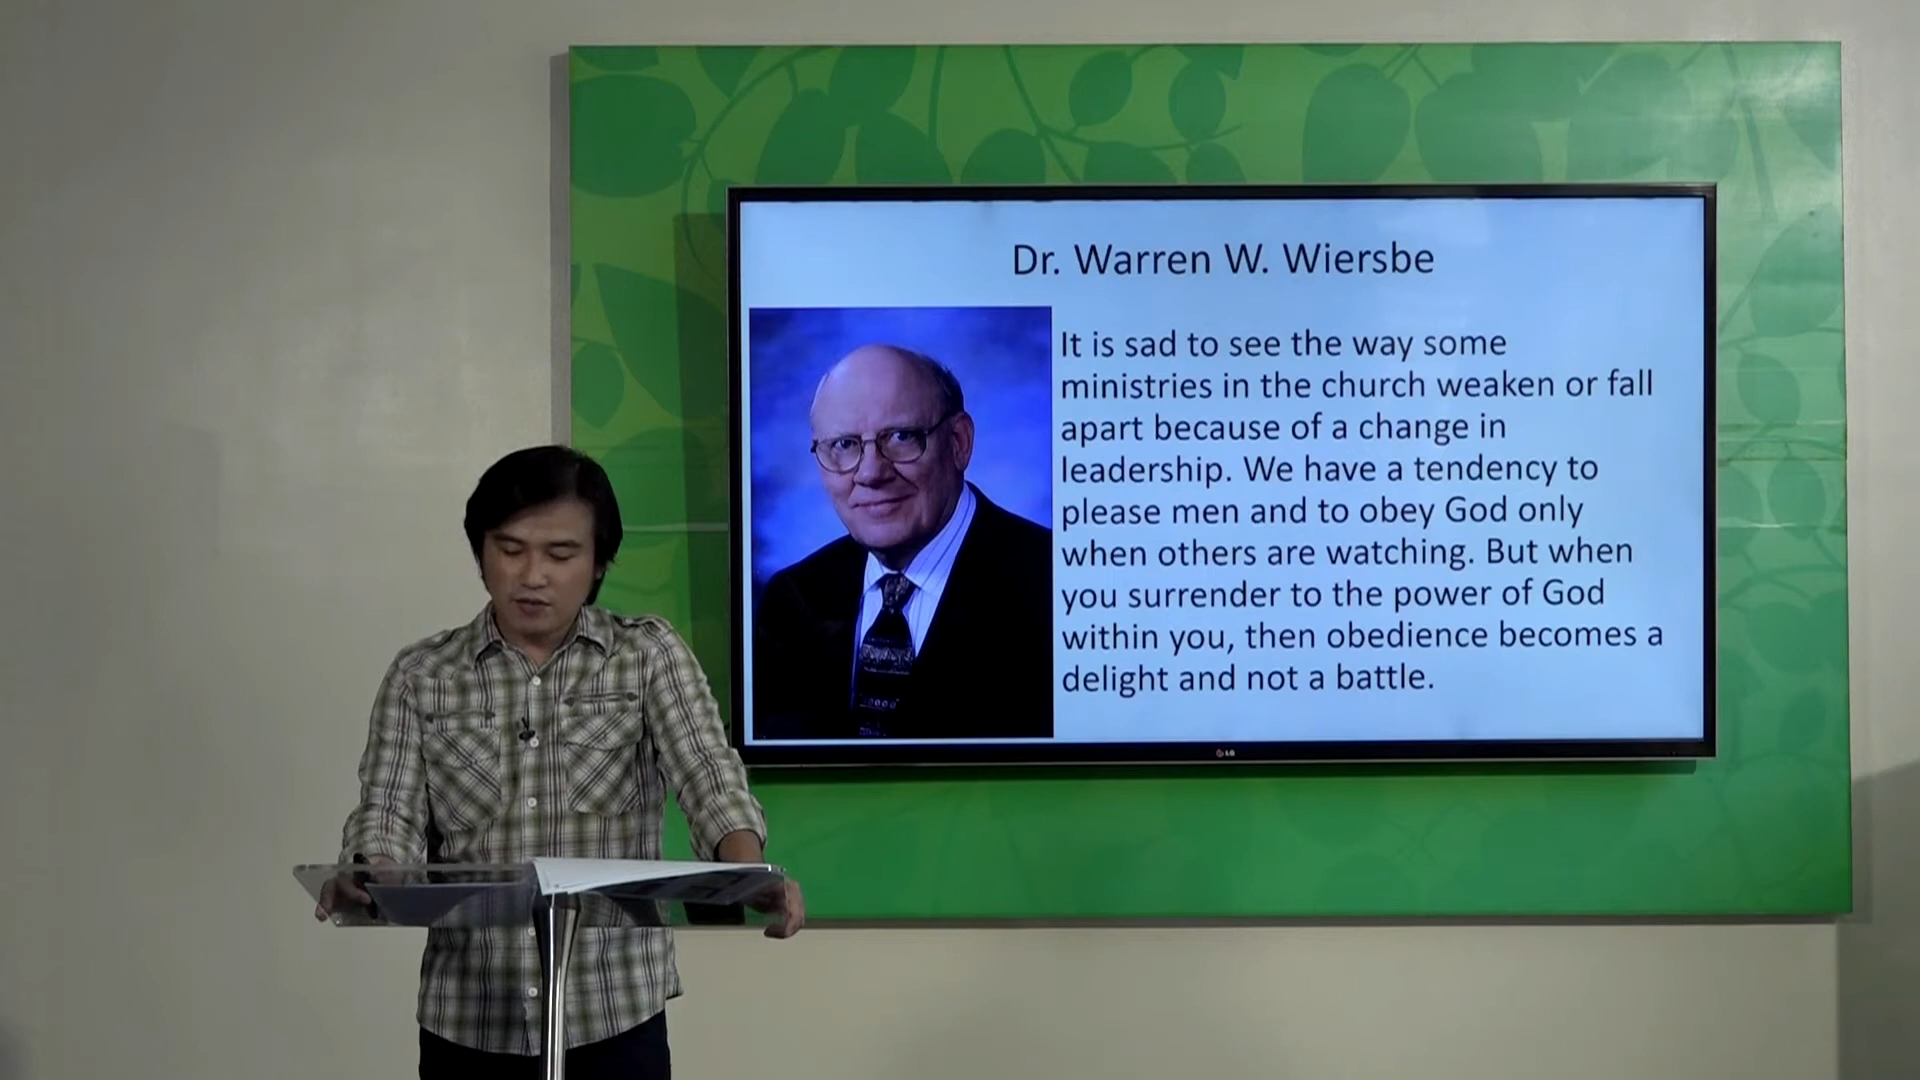 Dr. Warren W. Wiersbe
It is sad to see the way some
ministries in the church weaken or fall
apart because of a change in
leadership. We have a tendency to
please men and to obey God only
when others are watching. But when
you surrender to the power of God
within you, then obedience becomes a
delight and not a battle.
LG